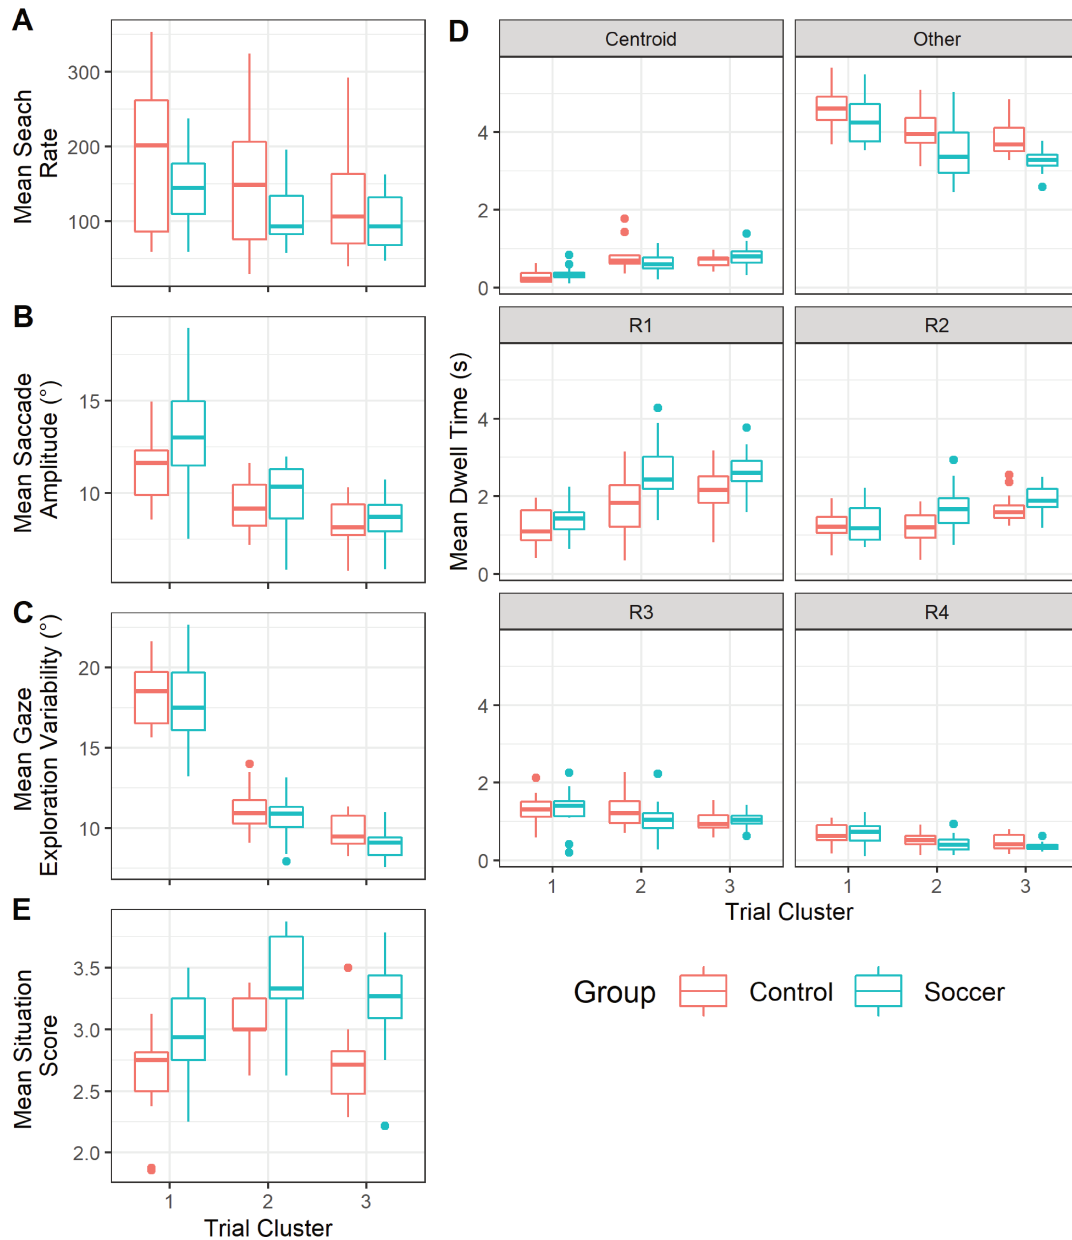 A
Mean Seach
Rate
300
200
100
B
Mean Saccade
Amplitude (°)
15
10
C
Mean Gaze
Exploration Variability (°)
20
15
10
E
Mean Situation
Score
3.5
3.0
2.5
2.0
1 2 3
Trial Cluster
D
Centroid Other
4
2
0
R1 R2
Mean Dwell Time (s)
4
2
0
R3 R4
4
2
0
1 2 3 1 2 3
Trial Cluster
Group Control Soccer